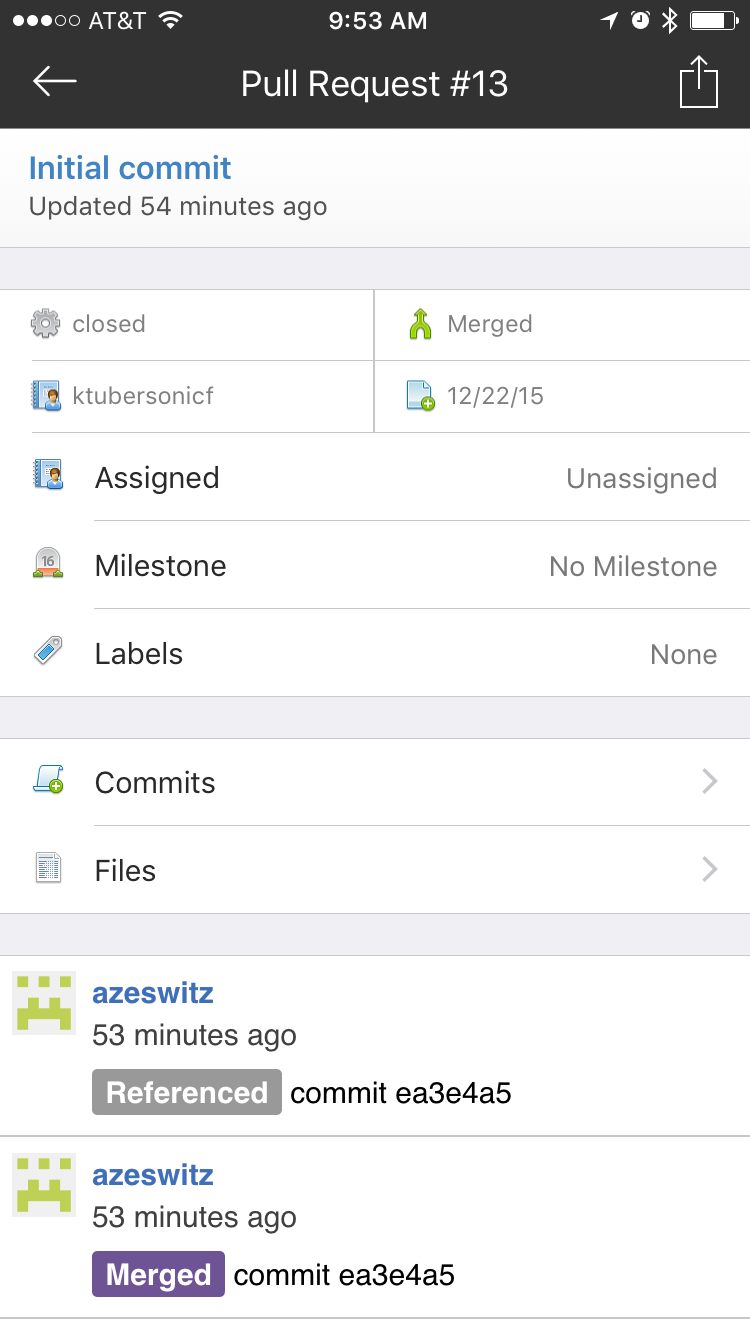 AT&T 9:53 AM
Pull Request #13
Initial commit
Updated 54 minutes ago
closed Merged
ktubersonicf 12/22/15
Assigned Unassigned
16 Milestone No Milestone
Labels None
Commits
Files
azeswitz
53 minutes ago
Referenced commit ea3e4a5
azeswitz
53 minutes ago
Merged commit ea3e4a5